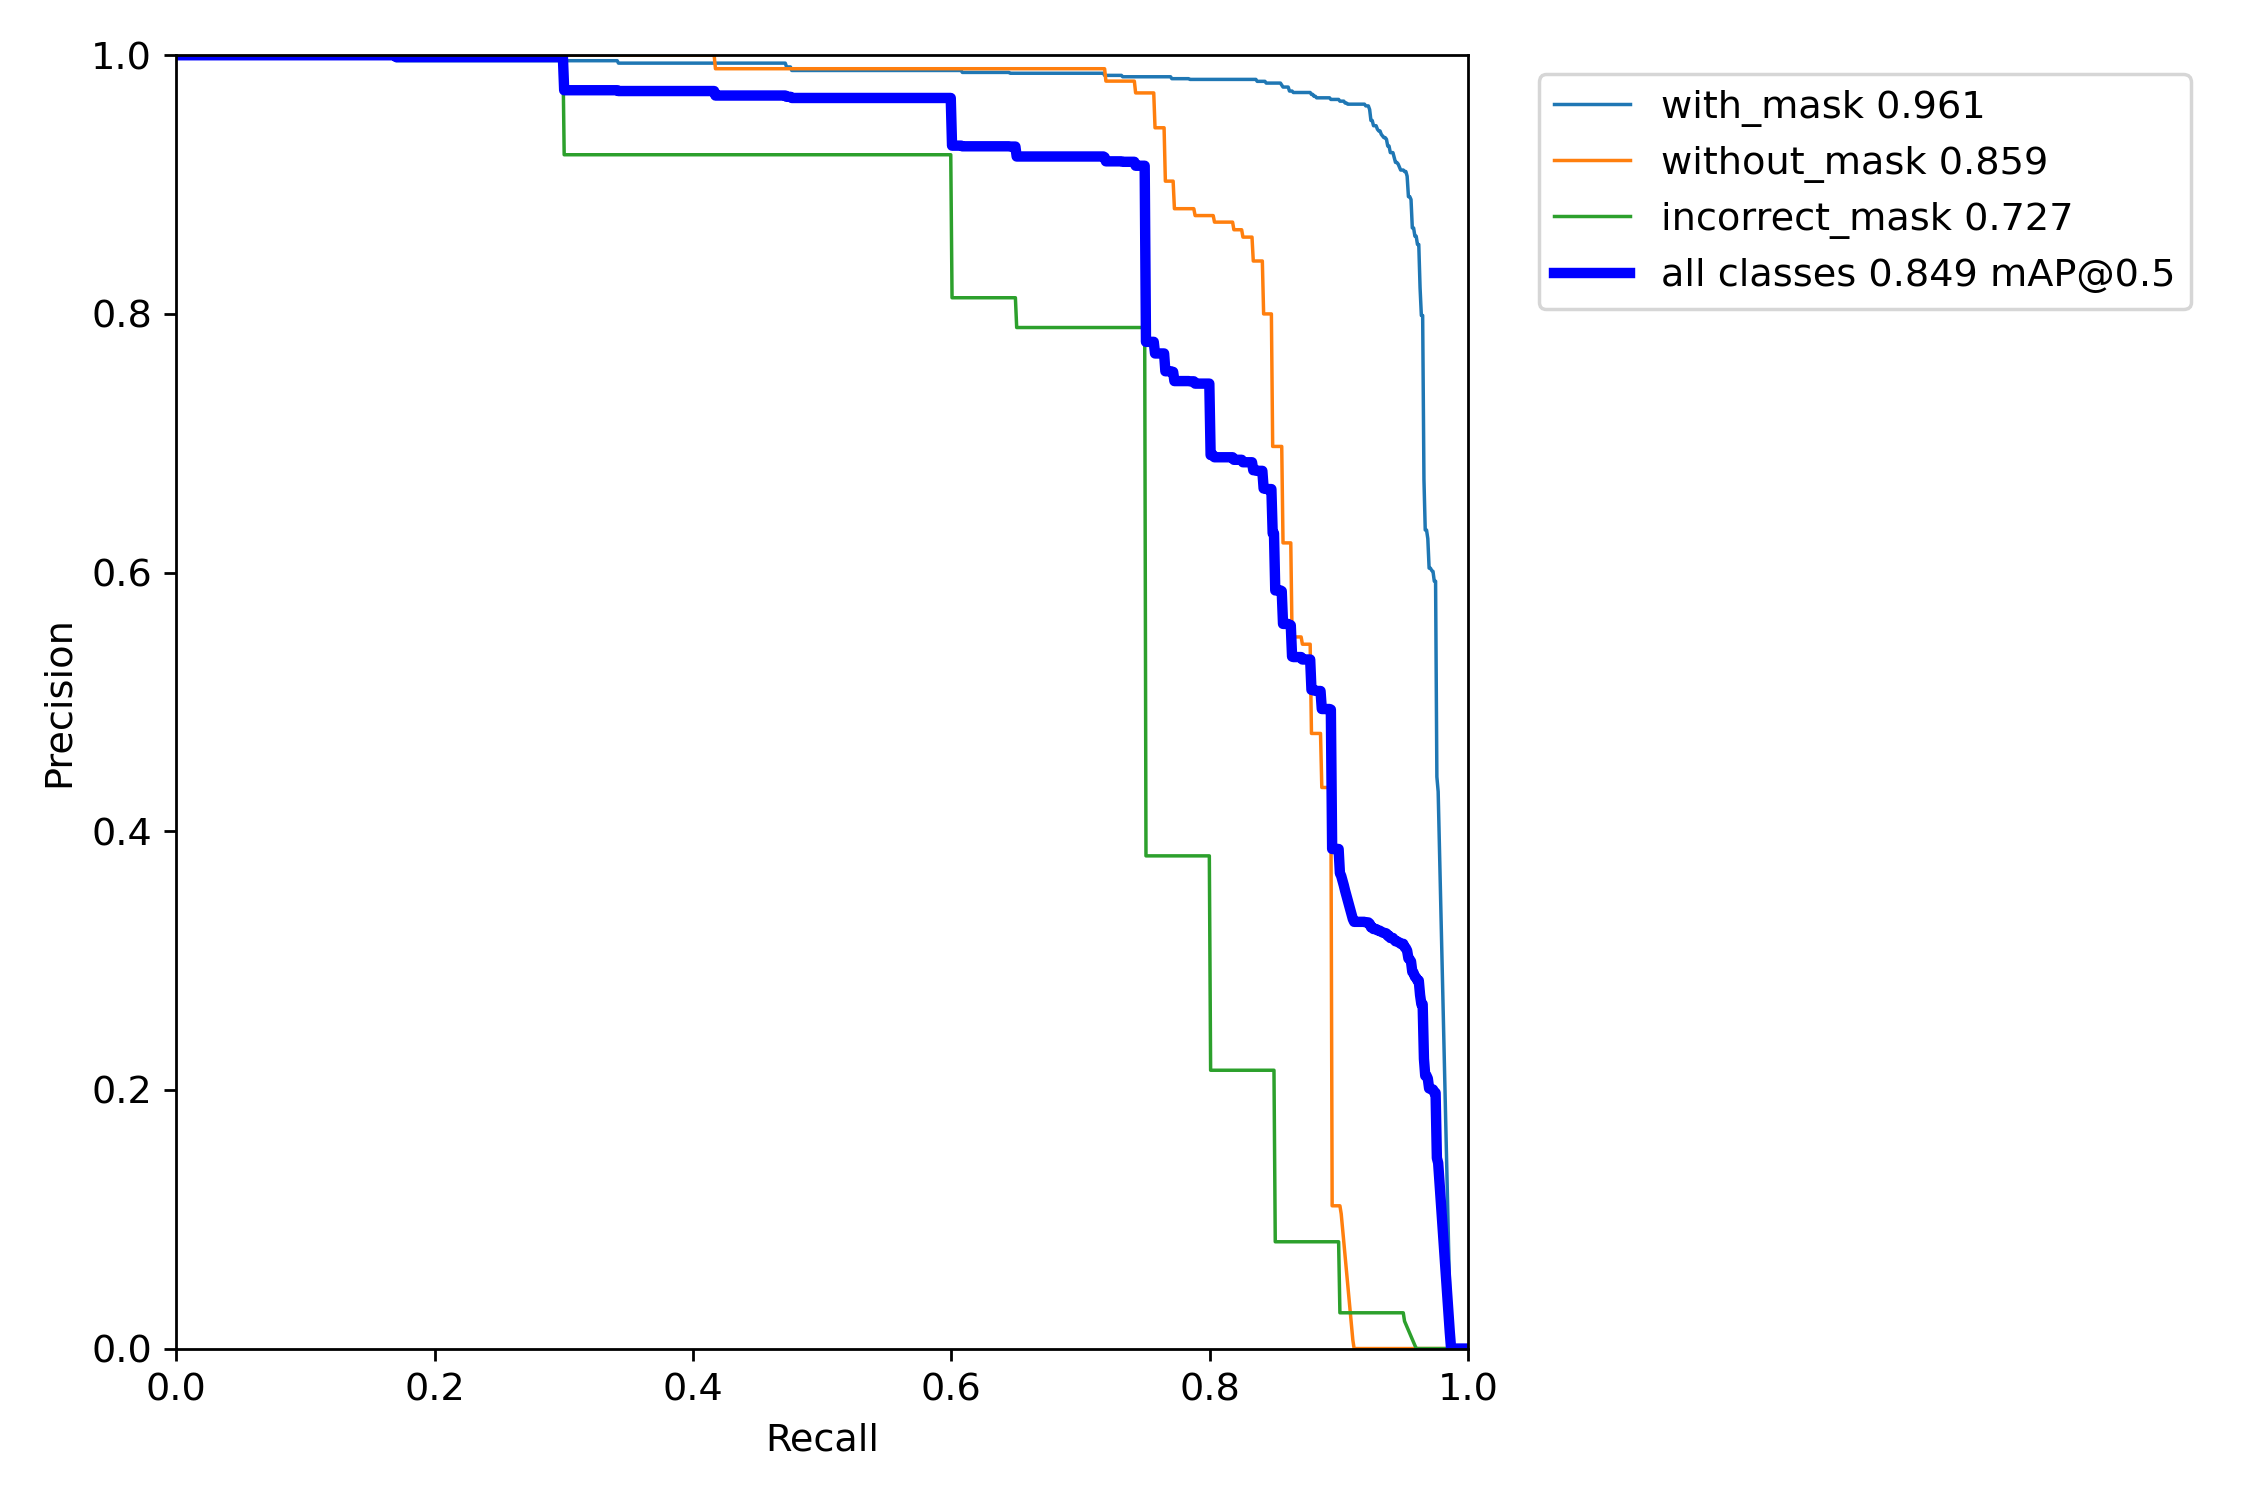 1.0
0.8
0.6
0.4
0.2
0.0
Precision
0.0 0.2 0.4 0.6 0.8 1.0
Recall
with_mask 0.961
without_mask 0.859
incorrect_mask 0.727
all classes 0.849 mAP@0.5